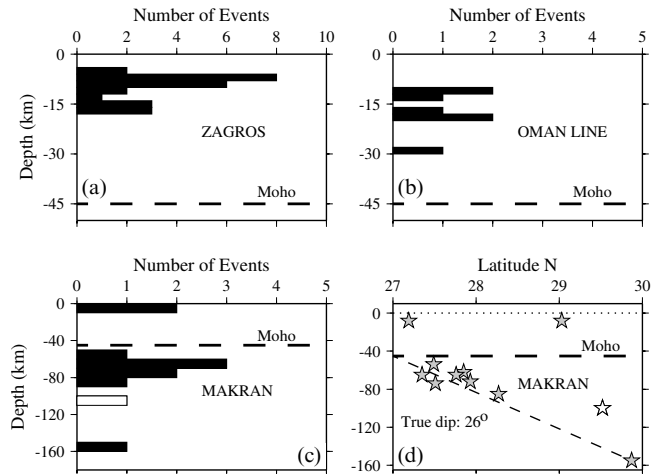 Number of Events
0 2 4 6 8 10
0
-15
-30
-45
Depth (km)
ZAGROS
Moho
(a)
Number of Events
0 1 2 3 4 5
0
-15
-30
-45
OMAN LINE
Moho
(b)
Number of Events
0 1 2 3 4 5
0
-40
-80
-120
-160
Depth (km)
Moho
MAKRAN
(c)
Latitude N
27 28 29 30
0
-40
-80
-120
-160
Moho
MAKRAN
True dip: 26°
(d)